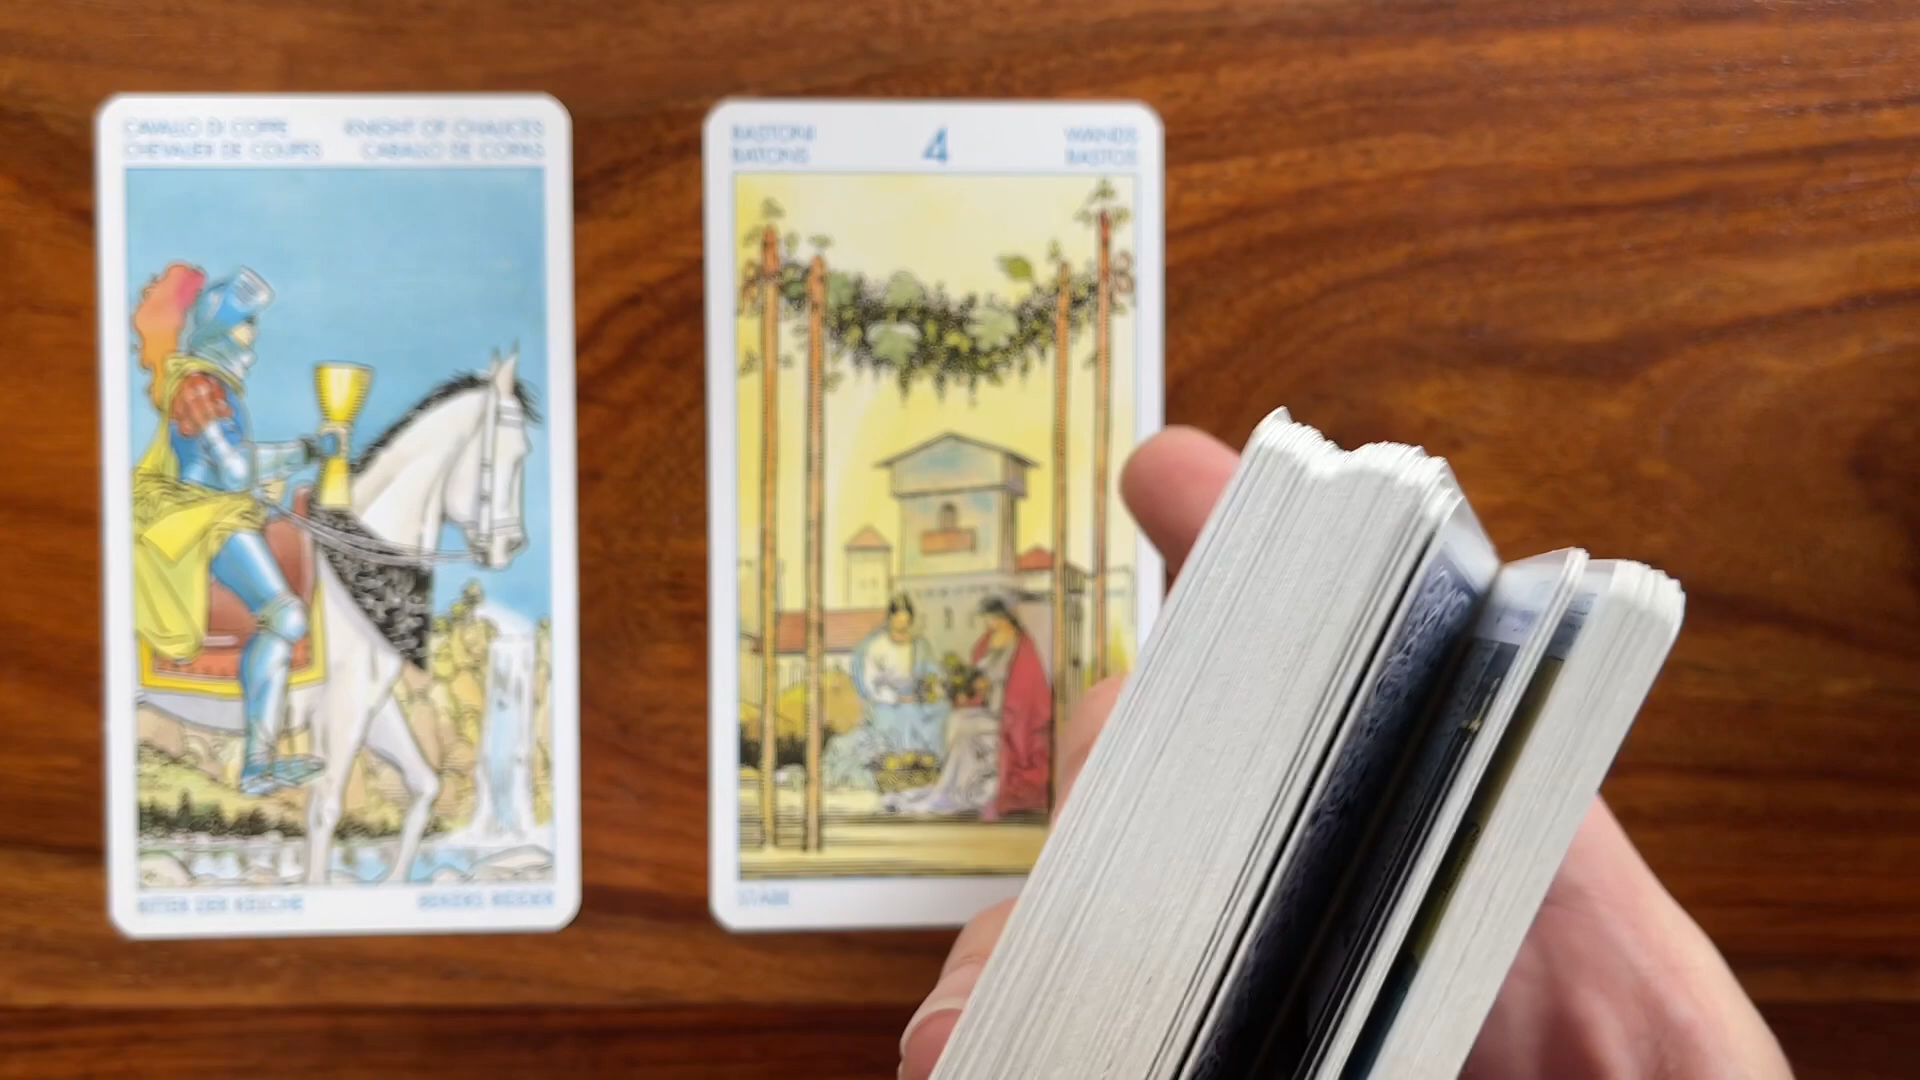 CAVALLO DI COPPE
CHEVALIER DE COUPES
KNIGHT OF CHALICES
CABALLO DE COPAS
RITTER DER KELCHE
BASTONI
BATONS
4
WANDS
BASTOS
STÄBE